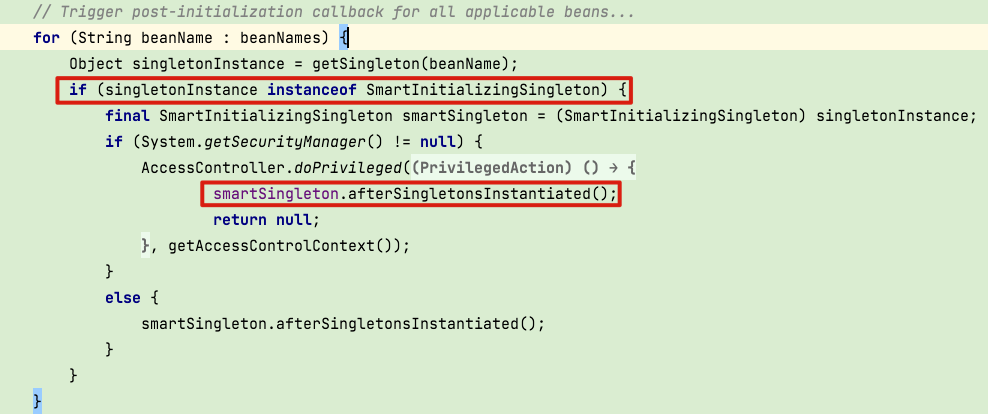 // Trigger post-initialization callback for all applicable beans...
for (String beanName : beanNames) {
Object singletonInstance = getSingleton(beanName);
if (singletonInstance instanceof SmartInitializingSingleton) {
final SmartInitializingSingleton smartSingleton = (SmartInitializingSingleton) singletonInstance;
if (System.getSecurityManager() != null) {
AccessController.doPrivileged((PrivilegedAction) () → {
smartSingleton.afterSingletonsInstantiated();
return null;
}, getAccessControlContext());
}
else {
smartSingleton.afterSingletonsInstantiated();
}
}
}